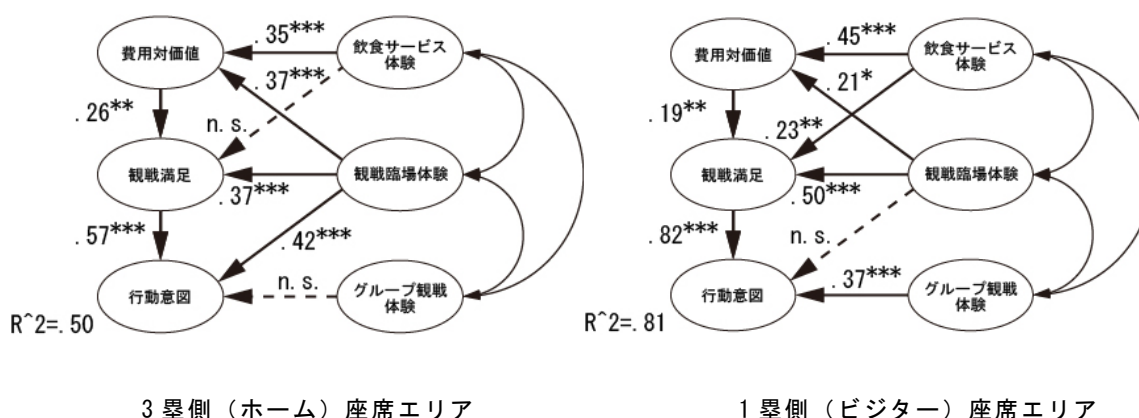 費用対価値
.35***
飲食サービス
体験
.37***
.26**
n.s.
観戦満足
.37***
観戦臨場体験
.57***
.42***
n.s.
行動意図
グループ観戦
体験
R^2=.50
3塁側（ホーム）座席エリア
費用対価値
.45***
飲食サービス
体験
.21*
.19**
.23**
観戦満足
.50***
観戦臨場体験
.82***
n.s.
.37***
行動意図
グループ観戦
体験
R^2=.81
1塁側（ビジター）座席エリア